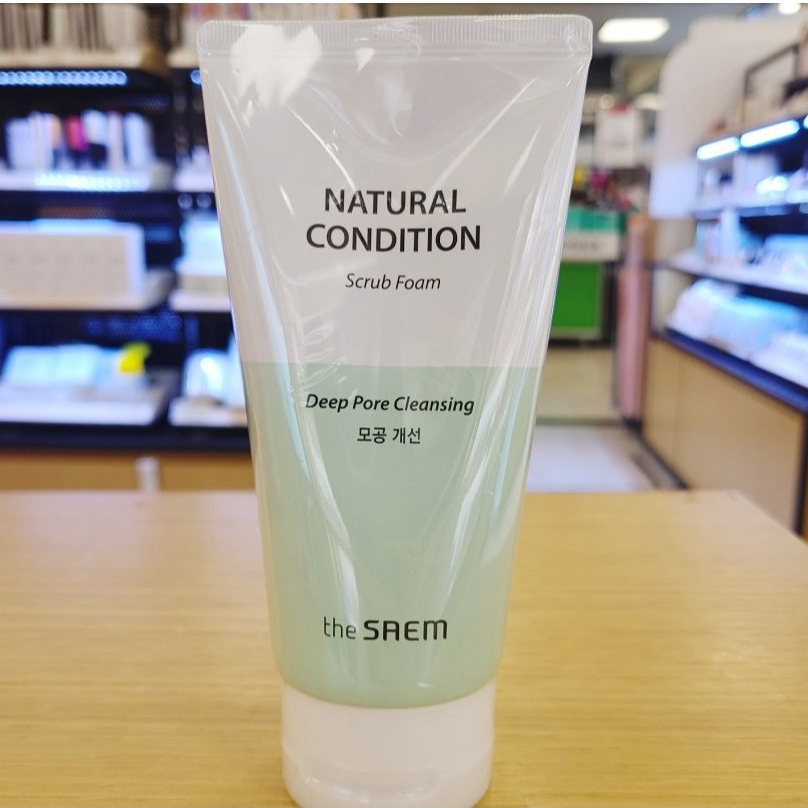 NATURAL
CONDITION
Scrub Foam
Deep Pore Cleansing
모공 개선
the SAEM